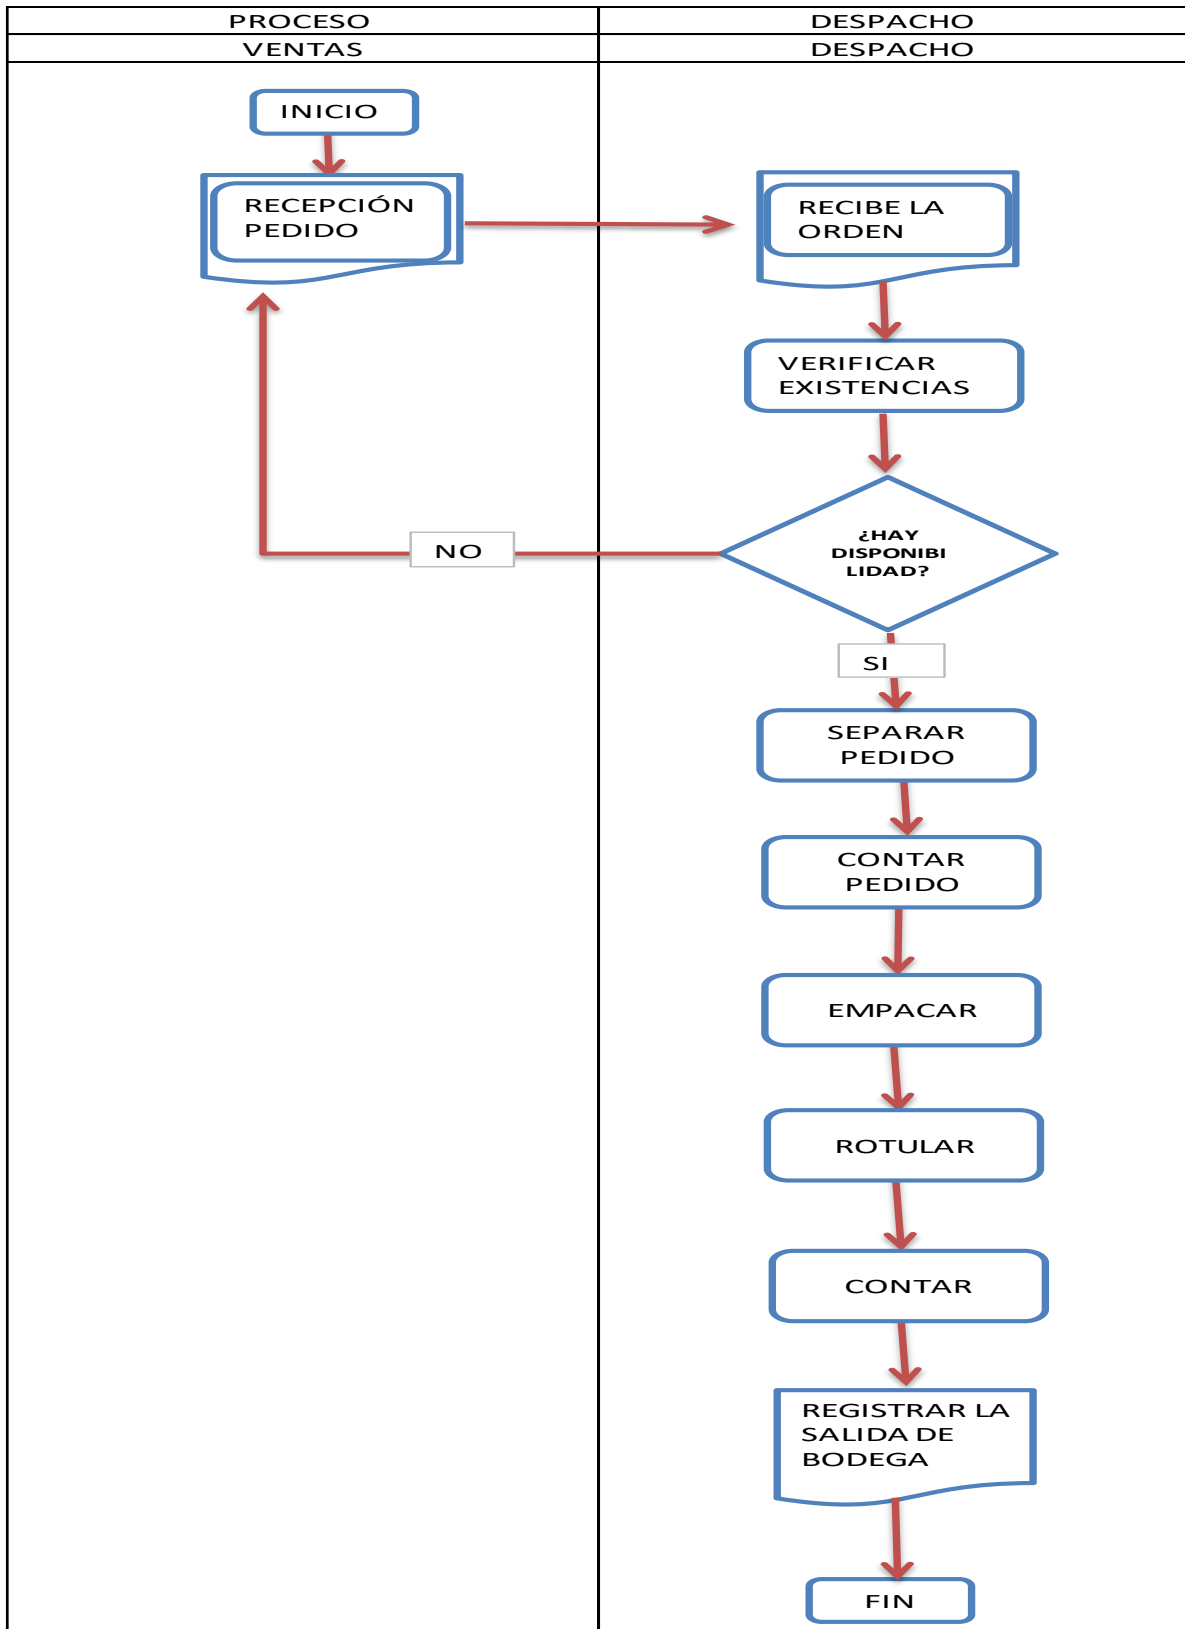 PROCESO
DESPACHO
VENTAS
DESPACHO
INICIO
RECEPCIÓN
PEDIDO
RECIBE LA
ORDEN
VERIFICAR
EXISTENCIAS
¿HAY
DISPONIBI
LIDAD?
NO
SI
SEPARAR
PEDIDO
CONTAR
PEDIDO
EMPACAR
ROTULAR
CONTAR
REGISTRAR LA
SALIDA DE
BODEGA
FIN